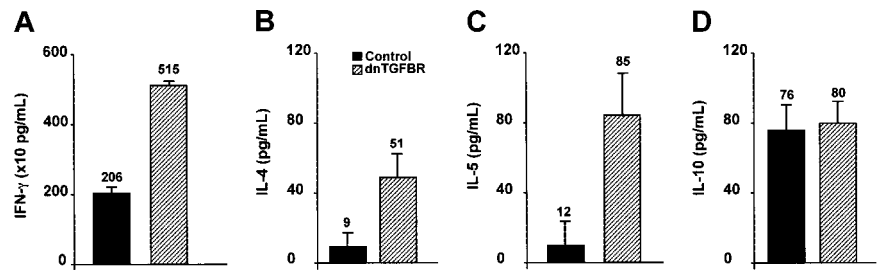 A
IFN-γ (x10 pg/mL)
600
400
200
0
206
515
B
IL-4 (pg/mL)
120
80
40
0
9
51
Control
dnTGFBR
C
IL-5 (pg/mL)
120
80
40
0
12
85
D
IL-10 (pg/mL)
120
80
40
0
76
80